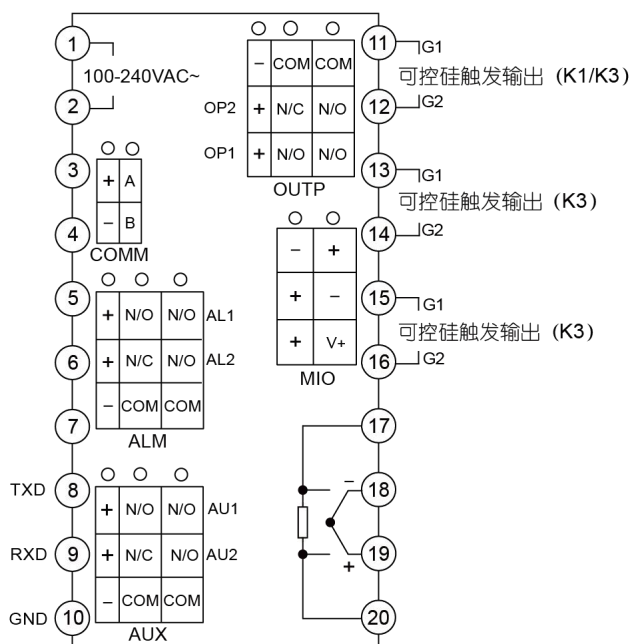 1
11
G1
100-240VAC~
− COM COM
可控硅触发输出 (K1/K3)
2
OP2 + N/C N/O
12
G2
OP1 + N/O N/O
3
OUTP
13
G1
+ A
可控硅触发输出 (K3)
− B
4
14
G2
COMM
− +
5
+ −
15
G1
+ N/O N/O AL1
可控硅触发输出 (K3)
+ V+
6
+ N/C N/O AL2
16
G2
MIO
− COM COM
7
17
ALM
TXD 8
−
18
+ N/O N/O AU1
RXD 9
+ N/C N/O AU2
19
+
− COM COM
GND 10
20
AUX